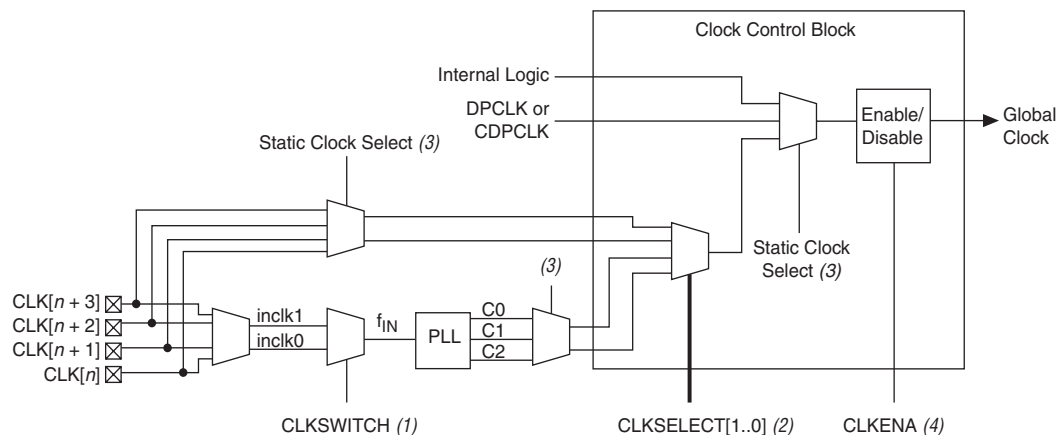 Clock Control Block
Internal Logic
DPCLK or
CDPCLK
Enable/
Disable
Global
Clock
Static Clock Select (3)
Static Clock
Select (3)
(3)
CLK[n + 3]
CLK[n + 2]
CLK[n + 1]
CLK[n]
inclk1
inclk0
fIN
PLL
C0
C1
C2
CLKSWITCH (1)
CLKSELECT[1..0] (2)
CLKENA (4)